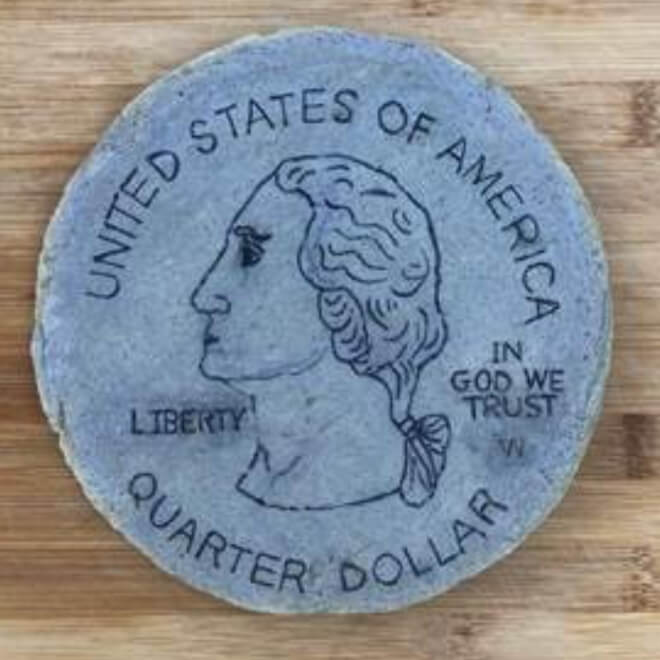 UNITED STATES OF AMERICA
LIBERTY
IN
GOD WE
TRUST
W
QUARTER DOLLAR